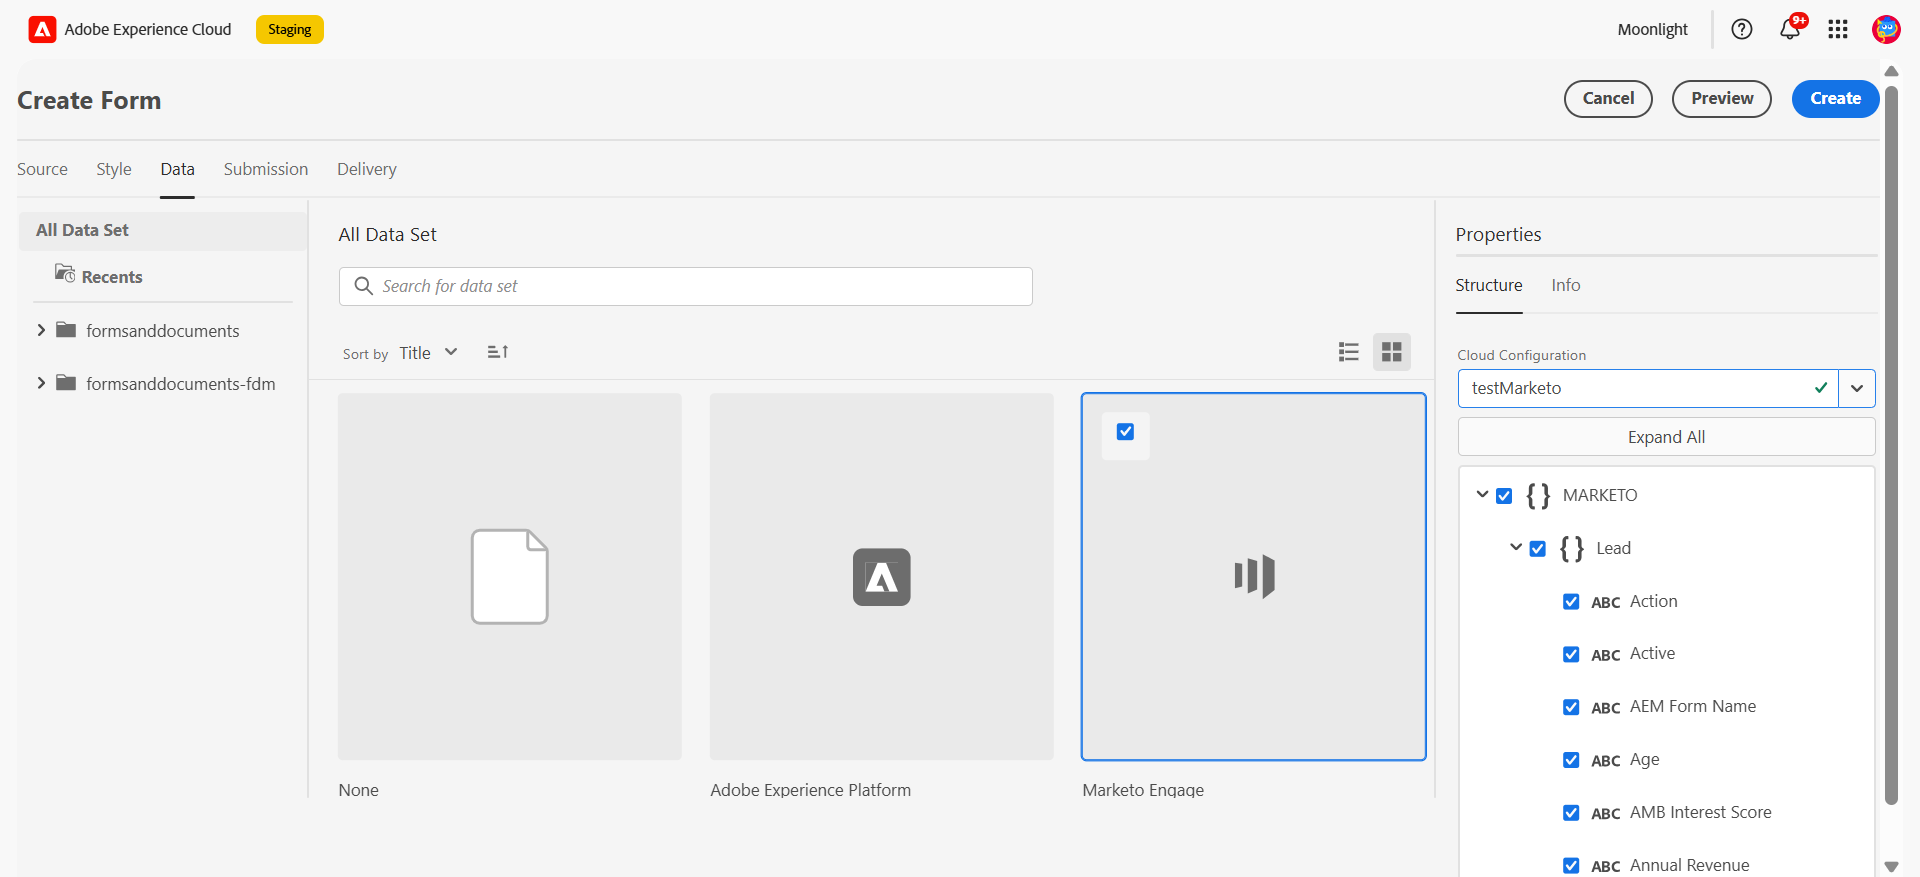 Adobe Experience Cloud
Staging
Moonlight
9+
Create Form
Cancel
Preview
Create
Source
Style
Data
Submission
Delivery
All Data Set
Recents
formsanddocuments
formsanddocuments-fdm
All Data Set
Search for data set
Sort by
Title
None
Adobe Experience Platform
Marketo Engage
Properties
Structure
Info
Cloud Configuration
testMarketo
Expand All
{} MARKETO
{} Lead
ABC Action
ABC Active
ABC AEM Form Name
ABC Age
ABC AMB Interest Score
ABC Annual Revenue